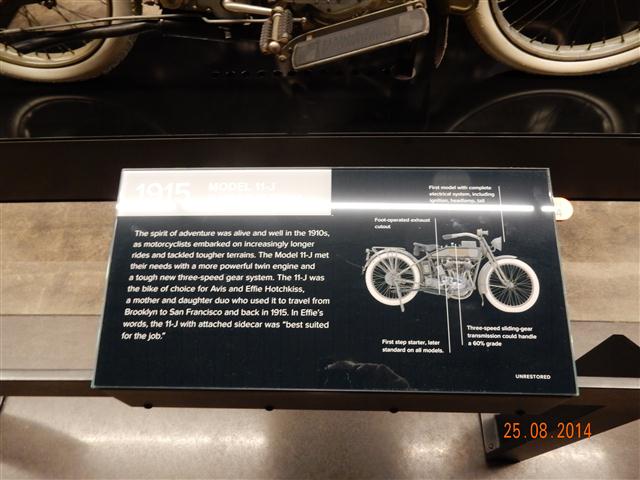 1915 MODEL 11-J
The spirit of adventure was alive and well in the 1910s,
as motorcyclists embarked on increasingly longer
rides and tackled tougher terrains. The Model 11-J met
their needs with a more powerful twin engine and
a tough new three-speed gear system. The 11-J was
the bike of choice for Avis and Effie Hotchkiss,
a mother and daughter duo who used it to travel from
Brooklyn to San Francisco and back in 1915. In Effie's
words, the 11-J with attached sidecar was "best suited
for the job."
First model with complete
electrical system, including
ignition, headlamp, tail
Foot-operated exhaust
cutout
First step starter, later
standard on all models.
Three-speed sliding-gear
transmission could handle
a 60% grade
UNRESTORED
25.08.2014